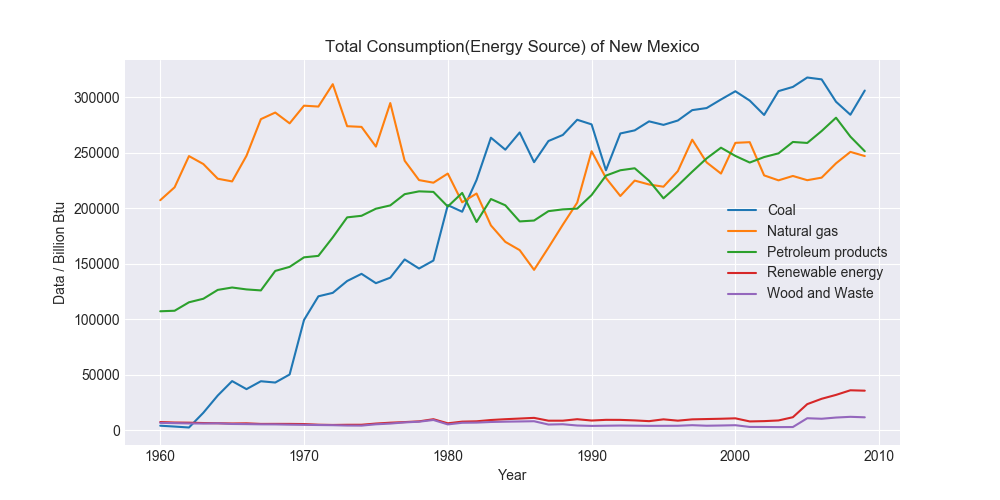 Total Consumption(Energy Source) of New Mexico
300000
250000
200000
150000
100000
50000
0
Data / Billion Btu
Coal
Natural gas
Petroleum products
Renewable energy
Wood and Waste
1960 1970 1980 1990 2000 2010
Year